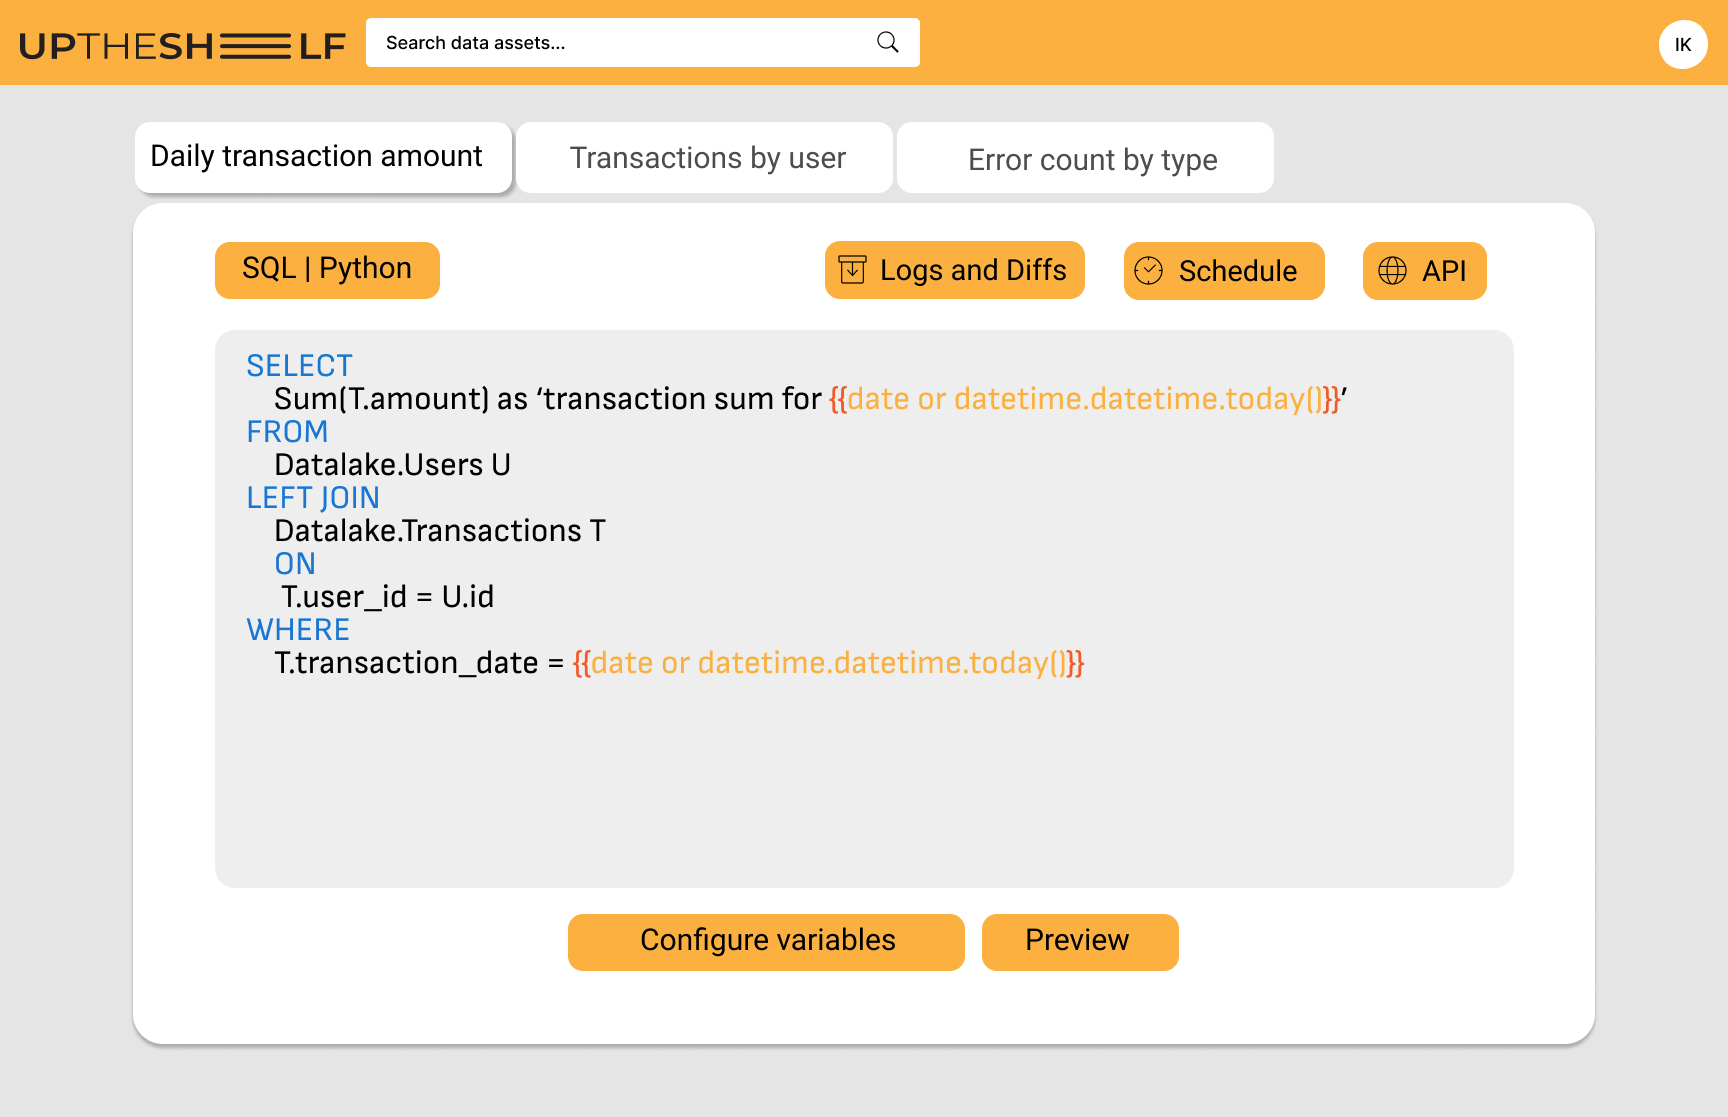 UPTHESHELF
Search data assets...
IK
Daily transaction amount
Transactions by user
Error count by type
SQL | Python
Logs and Diffs
Schedule
API
SELECT
Sum(T.amount) as ‘transaction sum for {{date or datetime.datetime.today()}}’
FROM
Datalake.Users U
LEFT JOIN
Datalake.Transactions T
ON
T.user_id = U.id
WHERE
T.transaction_date = {{date or datetime.datetime.today()}}
Configure variables
Preview